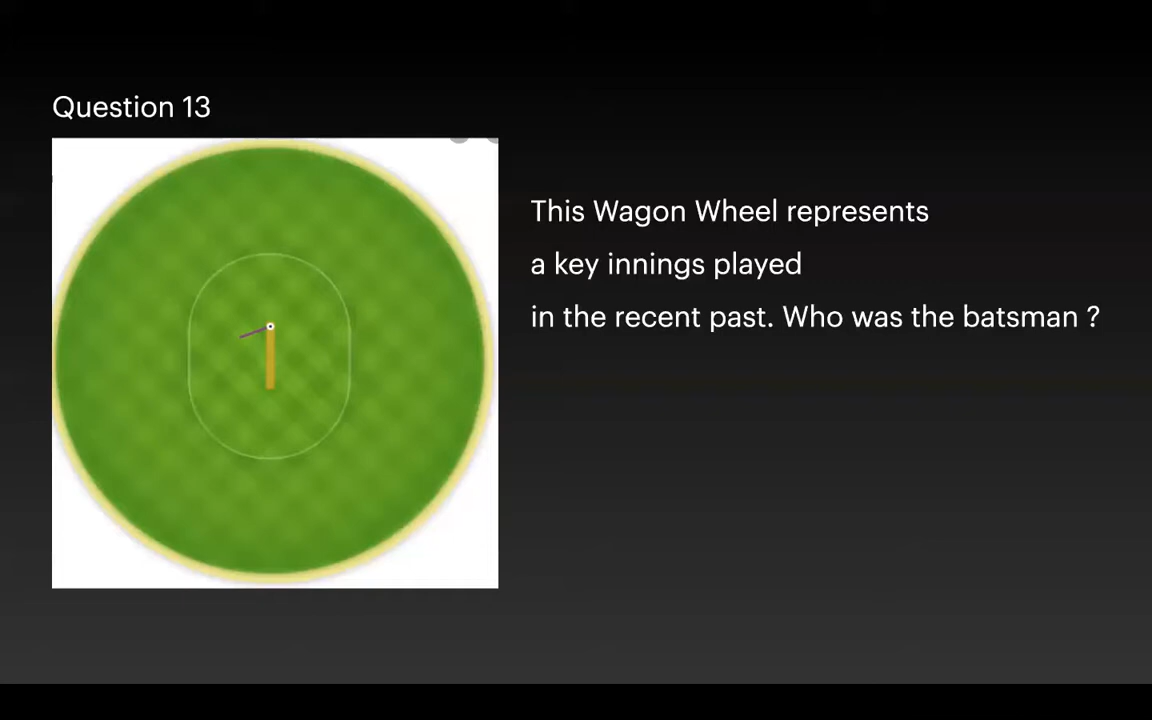 Question 13
This Wagon Wheel represents
a key innings played
in the recent past. Who was the batsman ?